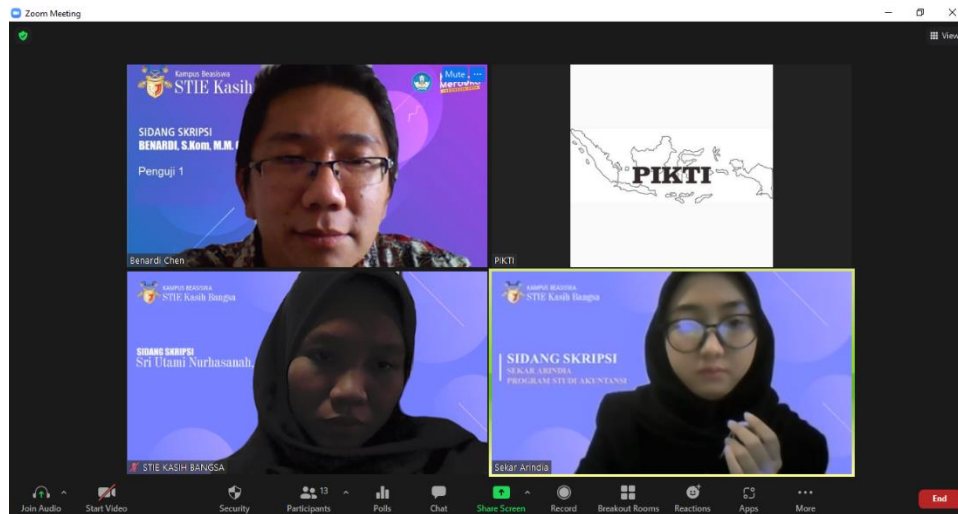 Zoom Meeting
View
Kampus Beasiswa
STIE Kasih
Mute
SIDANG SKRIPSI
BENARDI, S.Kom, M.M.
Penguji 1
Benardi Chen
PIKTI
PIKTI
KAMPUS BEASISWA
STIE Kasih Bangsa
SIDANG SKRIPSI
Sri Utami Nurhasanah,
STIE KASIH BANGSA
KAMPUS BEASISWA
STIE Kasih Bangsa
SIDANG SKRIPSI
SEKAR ARINDIA
PROGRAM STUDI AKUNTANSI
Sekar Arindia
Join Audio
Start Video
Security
Participants
13
Polls
Chat
Share Screen
Record
Breakout Rooms
Reactions
Apps
More
End